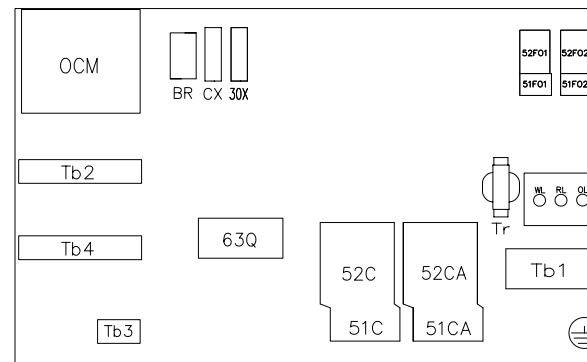 OCM
BR CX 30X
52F01 52F02
51F01 51F02
Tb2
WL RL OL
Tr
Tb4
63Q
Tb1
52C 52CA
51C 51CA
Tb3